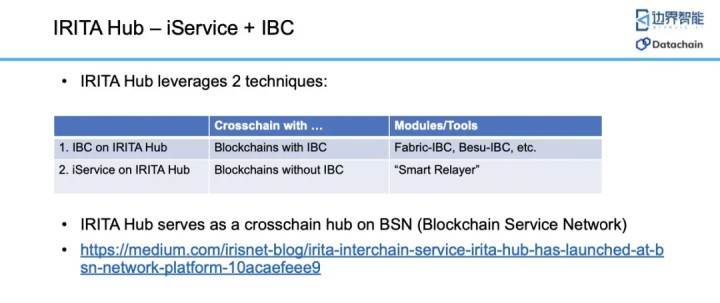 IRITA Hub – iService + IBC
边界智能
Datachain
• IRITA Hub leverages 2 techniques:
Crosschain with … Modules/Tools
1. IBC on IRITA Hub Blockchains with IBC Fabric-IBC, Besu-IBC, etc.
2. iService on IRITA Hub Blockchains without IBC “Smart Relayer”
• IRITA Hub serves as a crosschain hub on BSN (Blockchain Service Network)
• https://medium.com/irisnet-blog/irita-interchain-service-irita-hub-has-launched-at-b
sn-network-platform-10acaefeee9